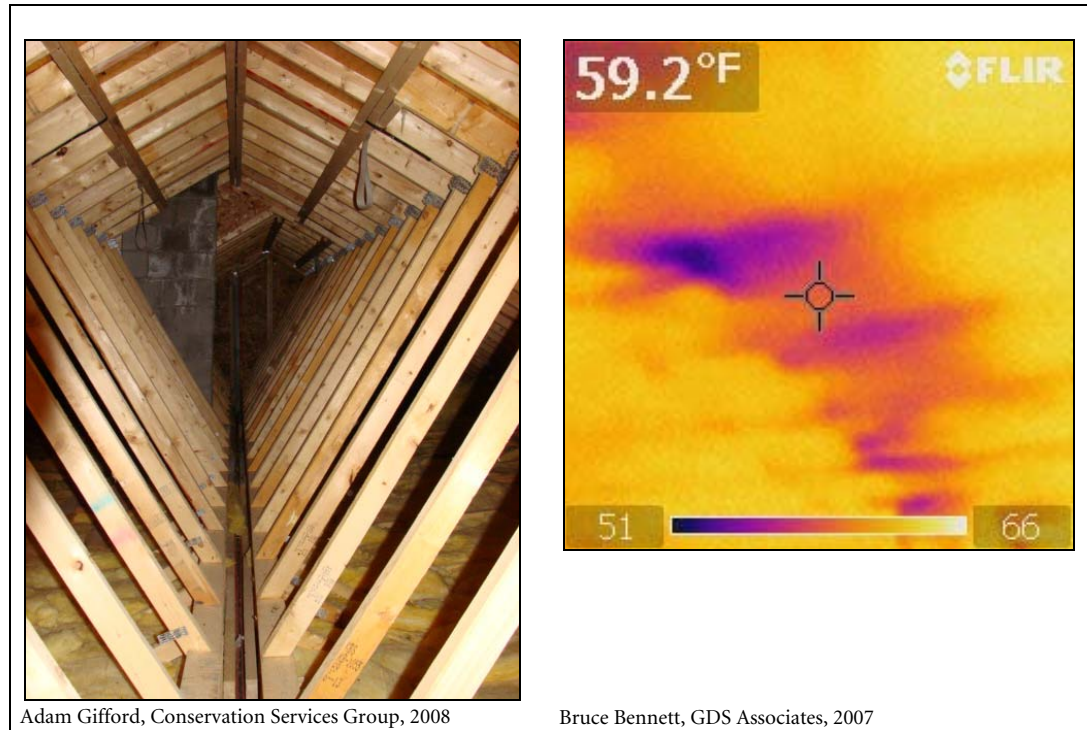 59.2°F
FLIR
51
66
Adam Gifford, Conservation Services Group, 2008
Bruce Bennett, GDS Associates, 2007